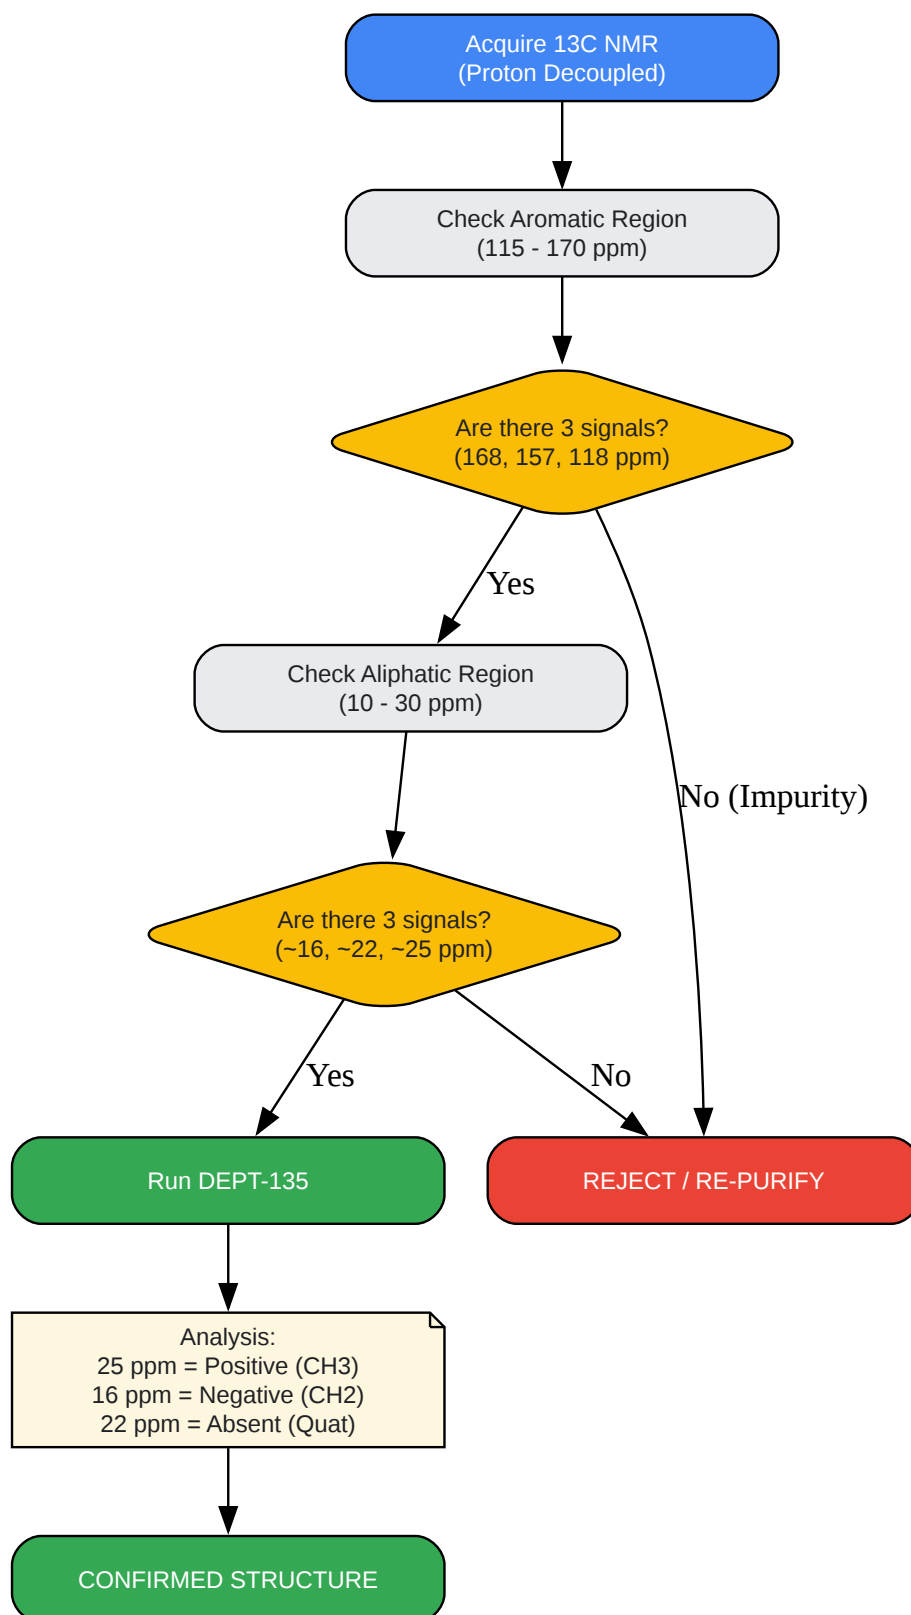 Acquire 13C NMR
(Proton Decoupled)
Check Aromatic Region
(115 - 170 ppm)
Are there 3 signals?
(168, 157, 118 ppm)
Yes
Check Aliphatic Region
(10 - 30 ppm)
No (Impurity)
Are there 3 signals?
(~16, ~22, ~25 ppm)
Yes
No
Run DEPT-135
REJECT / RE-PURIFY
Analysis:
25 ppm = Positive (CH3)
16 ppm = Negative (CH2)
22 ppm = Absent (Quat)
CONFIRMED STRUCTURE